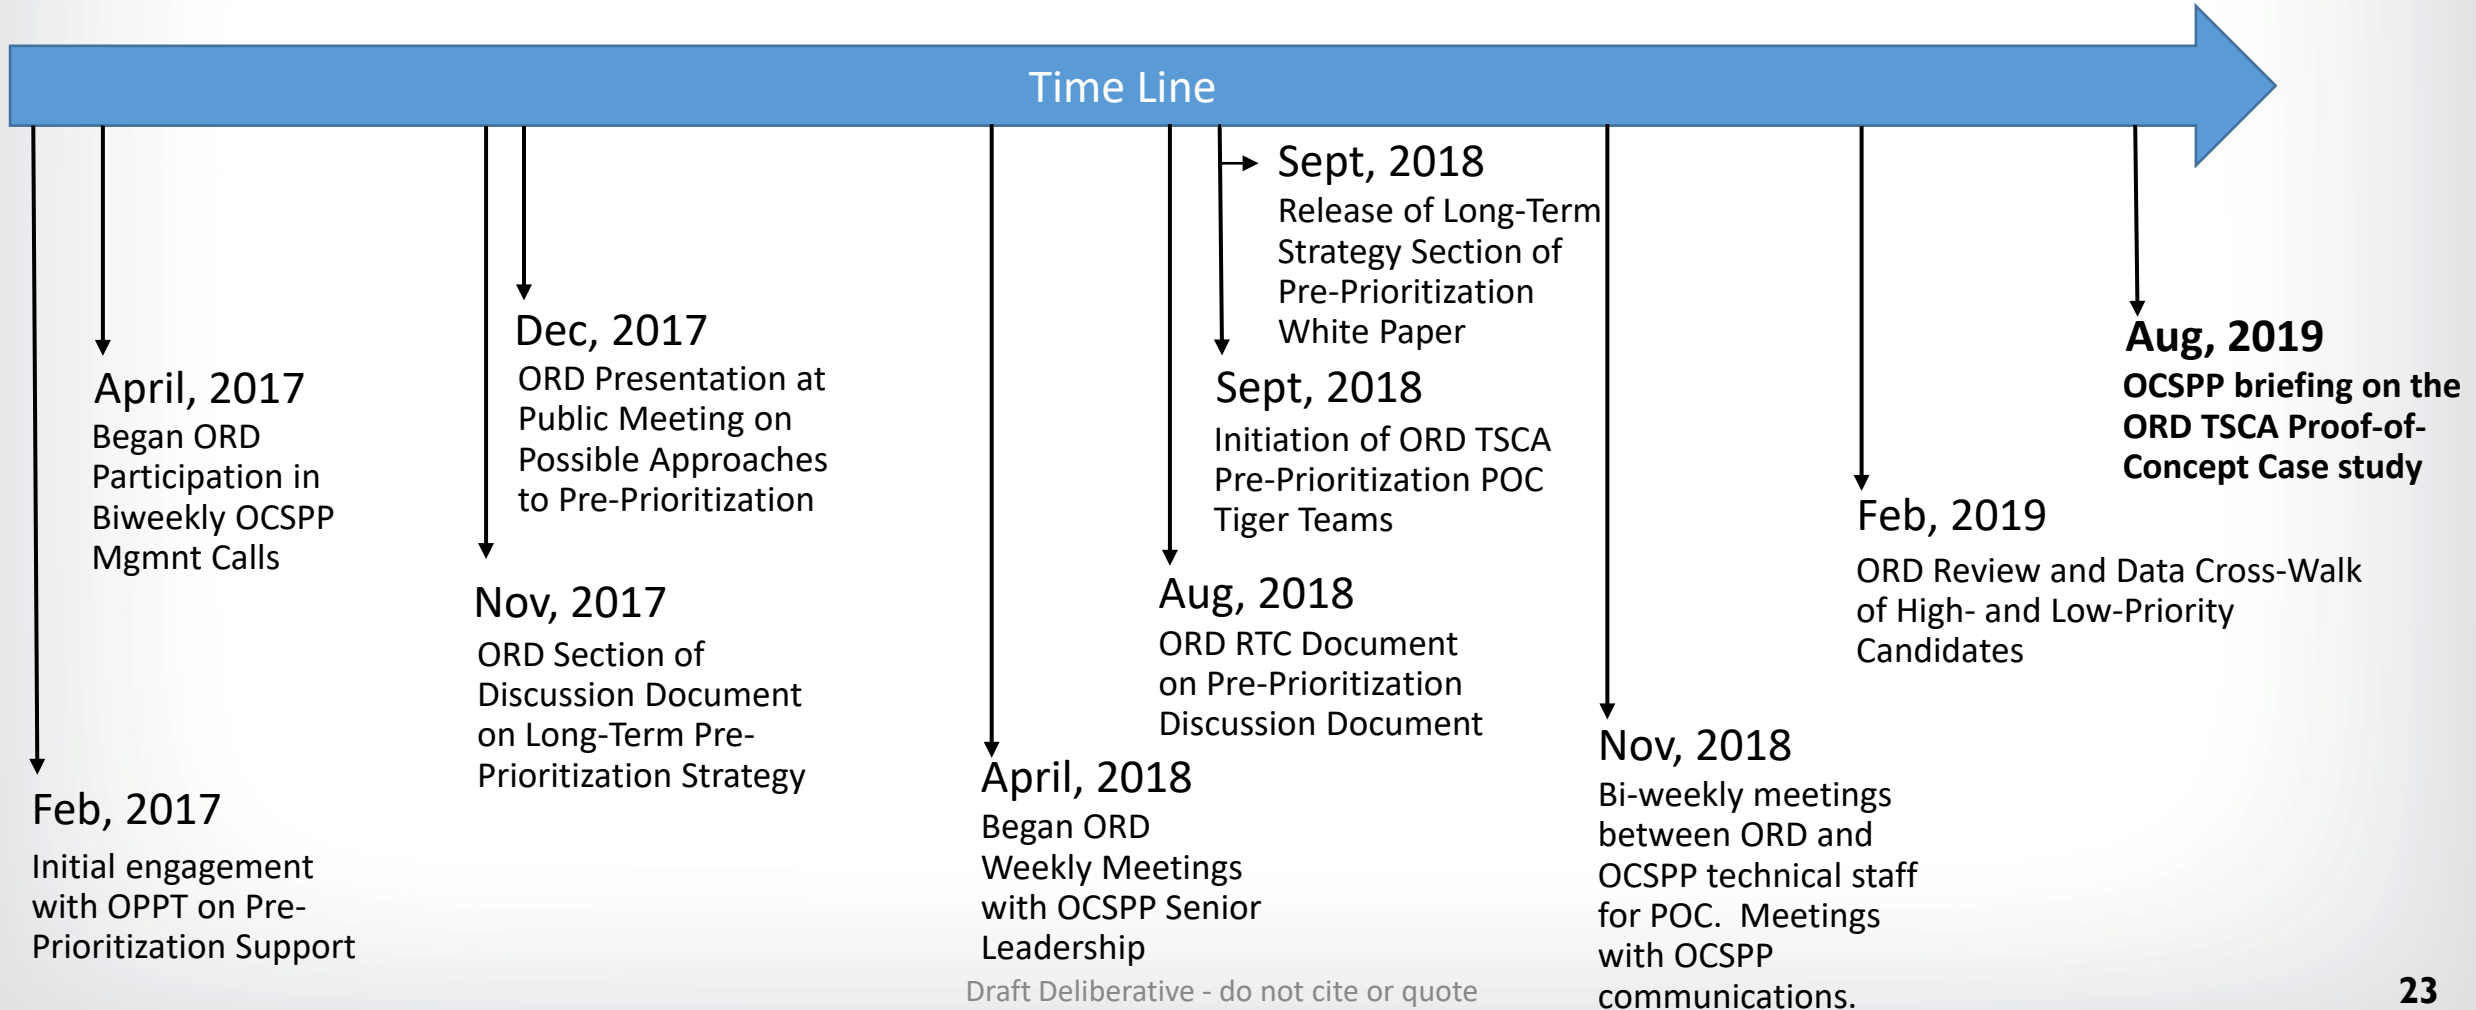 Time Line
Feb, 2017
Initial engagement
with OPPT on Pre-
Prioritization Support
April, 2017
Began ORD
Participation in
Biweekly OCSPP
Mgmnt Calls
Nov, 2017
ORD Section of
Discussion Document
on Long-Term Pre-
Prioritization Strategy
Dec, 2017
ORD Presentation at
Public Meeting on
Possible Approaches
to Pre-Prioritization
April, 2018
Began ORD
Weekly Meetings
with OCSPP Senior
Leadership
Aug, 2018
ORD RTC Document
on Pre-Prioritization
Discussion Document
Sept, 2018
Release of Long-Term
Strategy Section of
Pre-Prioritization
White Paper
Sept, 2018
Initiation of ORD TSCA
Pre-Prioritization POC
Tiger Teams
Nov, 2018
Bi-weekly meetings
between ORD and
OCSPP technical staff
for POC.  Meetings
with OCSPP
communications.
Feb, 2019
ORD Review and Data Cross-Walk
of High- and Low-Priority
Candidates
Aug, 2019
OCSPP briefing on the
ORD TSCA Proof-of-
Concept Case study
Draft Deliberative - do not cite or quote
23